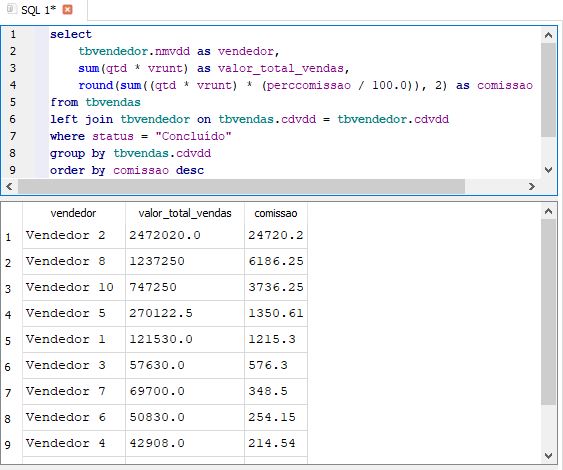 SQL 1*
1 select
2 tbvendedor.nmvdd as vendedor,
3 sum(qtd * vrunt) as valor_total_vendas,
4 round(sum((qtd * vrunt) * (perccomissao / 100.0)), 2) as comissao
5 from tbvendas
6 left join tbvendedor on tbvendas.cdvdd = tbvendedor.cdvdd
7 where status = "Concluído"
8 group by tbvendas.cdvdd
9 order by comissao desc
vendedor valor_total_vendas comissao
1 Vendedor 2 2472020.0 24720.2
2 Vendedor 8 1237250 6186.25
3 Vendedor 10 747250 3736.25
4 Vendedor 5 270122.5 1350.61
5 Vendedor 1 121530.0 1215.3
6 Vendedor 3 57630.0 576.3
7 Vendedor 7 69700.0 348.5
8 Vendedor 6 50830.0 254.15
9 Vendedor 4 42908.0 214.54